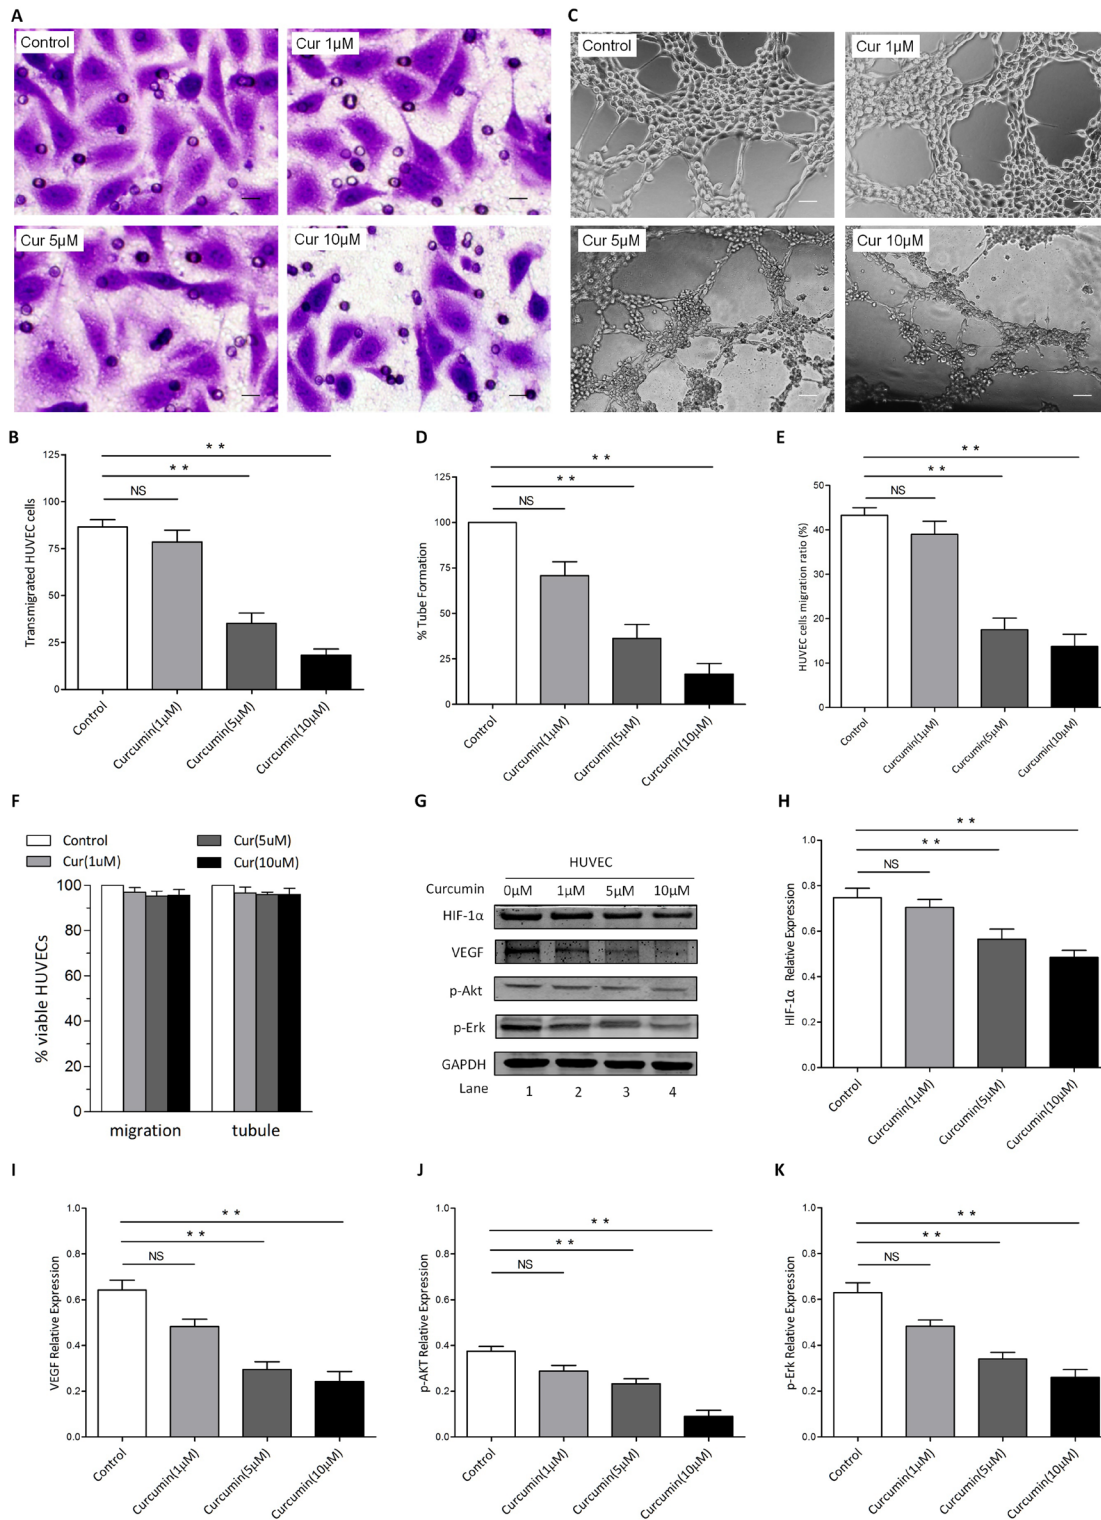 A
Control
Cur 1µM
Cur 5µM
Cur 10µM
C
Control
Cur 1µM
Cur 5µM
Cur 10µM
B
Transmigrated HUVEC cells
125
100
75
50
25
0
* *
* *
NS
Control
Curcumin(1µM)
Curcumin(5µM)
Curcumin(10µM)
D
% Tube Formation
125
100
75
50
25
0
* *
* *
NS
Control
Curcumin(1µM)
Curcumin(5µM)
Curcumin(10µM)
E
HUVEC cells migration ratio (%)
50
40
30
20
10
0
* *
* *
NS
Control
Curcumin(1µM)
Curcumin(5µM)
Curcumin(10µM)
F
Control
Cur(5uM)
Cur(1uM)
Cur(10uM)
% viable HUVECs
100
80
60
40
20
0
migration
tubule
G
HUVEC
Curcumin 0µM 1µM 5µM 10µM
HIF-1α
VEGF
p-Akt
p-Erk
GAPDH
Lane 1 2 3 4
H
HIF-1α Relative Expression
1.0
0.8
0.6
0.4
0.2
0.0
* *
* *
NS
Control
Curcumin(1µM)
Curcumin(5µM)
Curcumin(10µM)
I
VEGF Relative Expression
1.0
0.8
0.6
0.4
0.2
0.0
* *
* *
NS
Control
Curcumin(1µM)
Curcumin(5µM)
Curcumin(10µM)
J
p-AKT Relative Expression
1.0
0.8
0.6
0.4
0.2
0.0
* *
* *
NS
Control
Curcumin(1µM)
Curcumin(5µM)
Curcumin(10µM)
K
p-Erk Relative Expression
1.0
0.8
0.6
0.4
0.2
0.0
* *
* *
NS
Control
Curcumin(1µM)
Curcumin(5µM)
Curcumin(10µM)